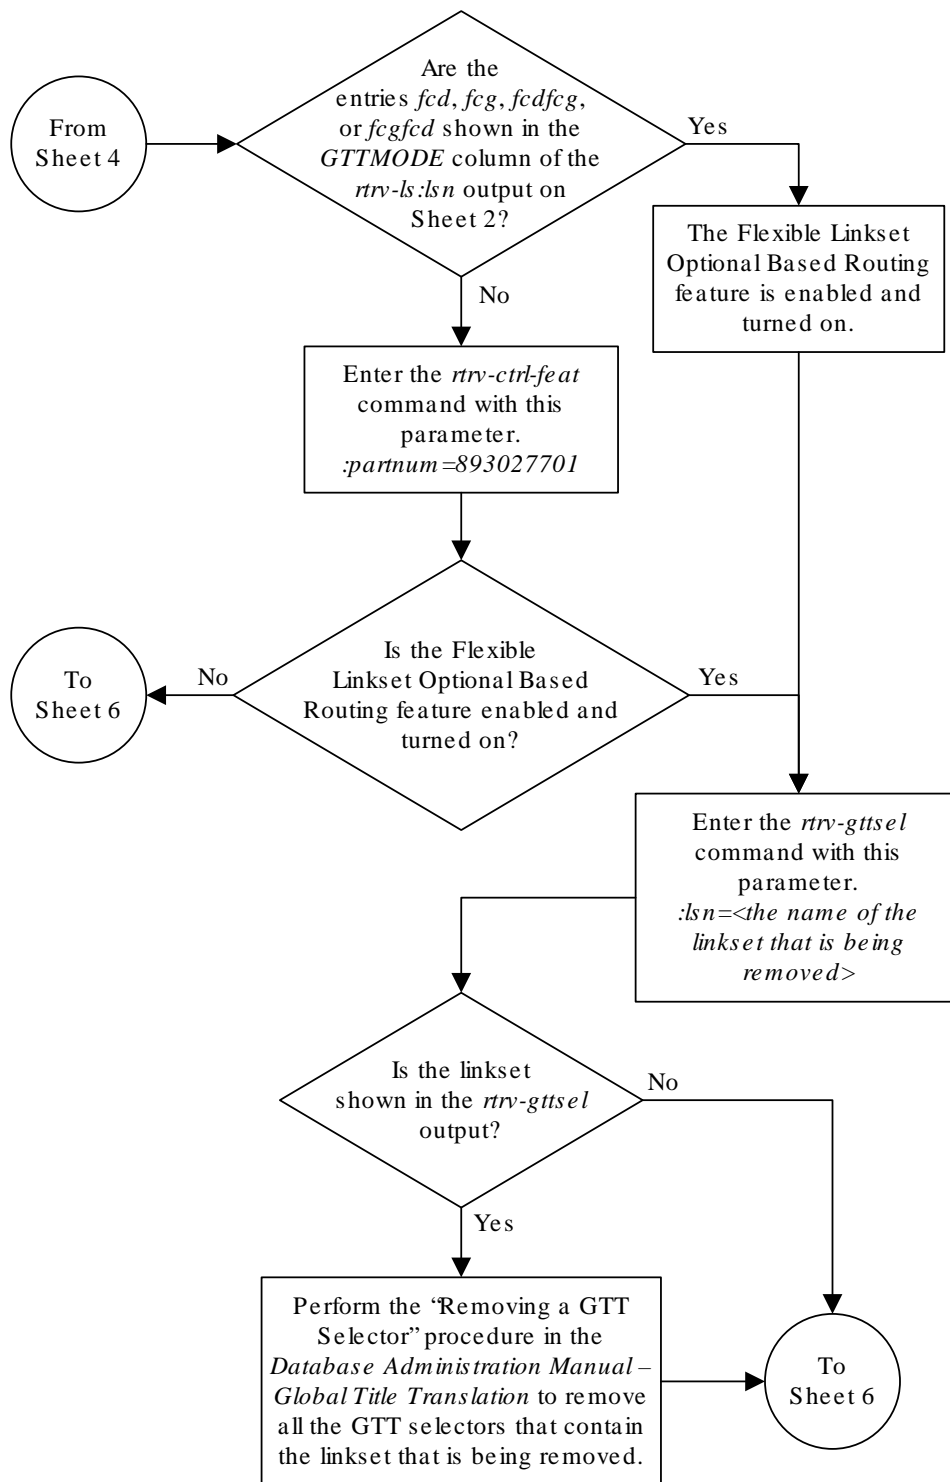 From
Sheet 4
Are the
entries fcd, fcg, fcdfcg,
or fcgfcd shown in the
GTTMODE column of the
rtrv-ls:lsn output on
Sheet 2?
Yes
The Flexible Linkset
Optional Based Routing
feature is enabled and
turned on.
No
Enter the rtrv-ctrl-feat
command with this
parameter.
:partnum=893027701
Is the Flexible
Linkset Optional Based
Routing feature enabled and
turned on?
No
To
Sheet 6
Yes
Enter the rtrv-gttsel
command with this
parameter.
:lsn=<the name of the
linkset that is being
removed>
Is the linkset
shown in the rtrv-gttsel
output?
No
Yes
Perform the “Removing a GTT
Selector” procedure in the
Database Administration Manual –
Global Title Translation to remove
all the GTT selectors that contain
the linkset that is being removed.
To
Sheet 6